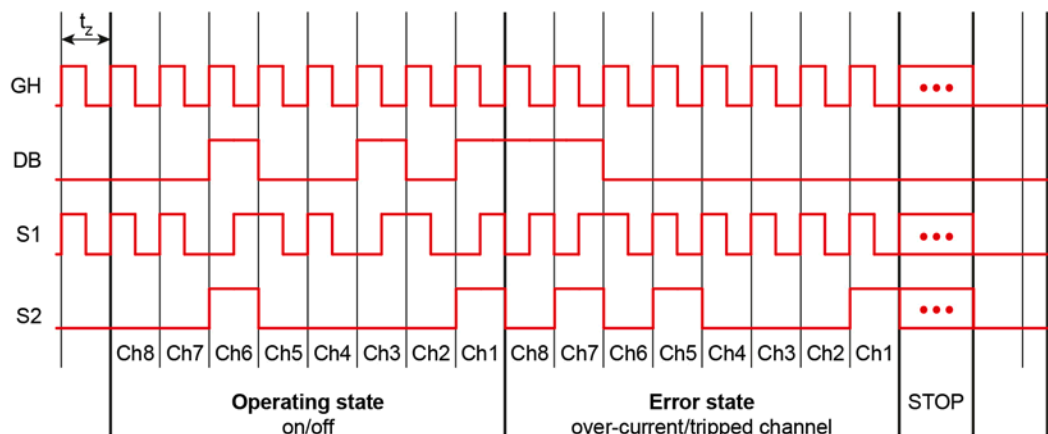 tz
GH
DB
S1
S2
Ch8 Ch7 Ch6 Ch5 Ch4 Ch3 Ch2 Ch1 Ch8 Ch7 Ch6 Ch5 Ch4 Ch3 Ch2 Ch1
Operating state Error state STOP
on/off over-current/tripped channel